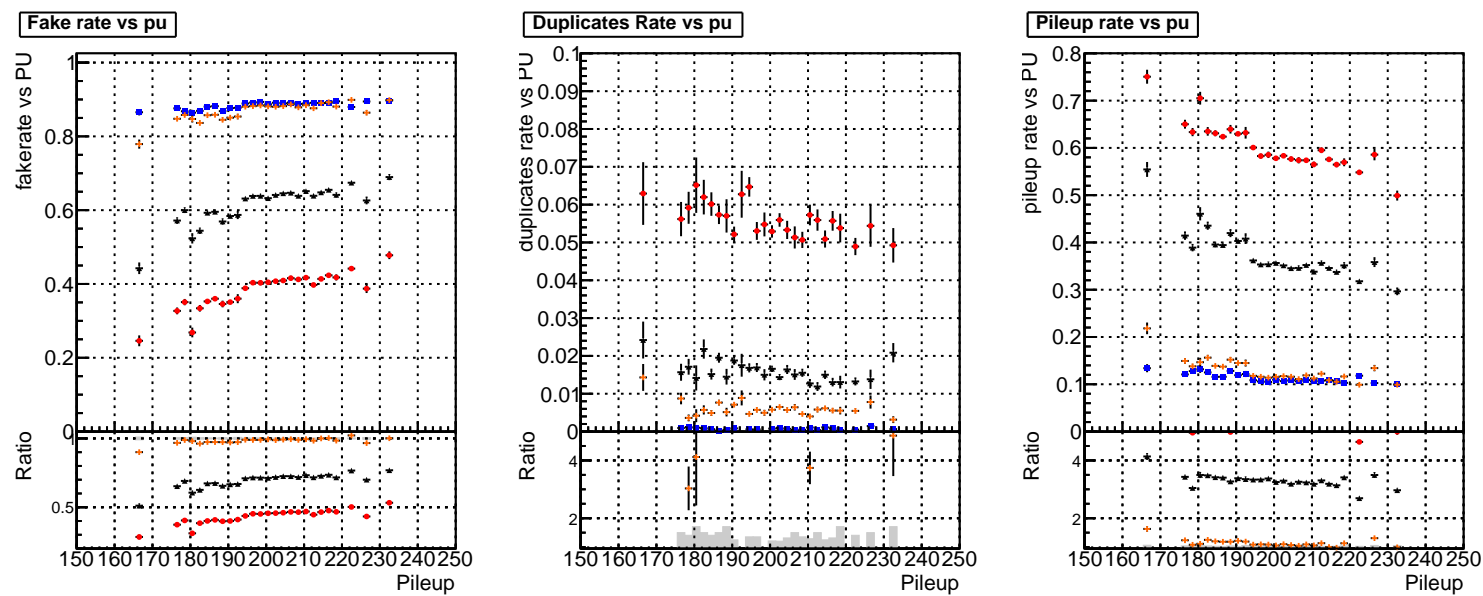 Fake rate vs pu
fakerate vs PU
1
0.8
0.6
0.4
0.2
0
Ratio
1
0.5
150 160 170 180 190 200 210 220 230 240 250
Pileup
Duplicates Rate vs pu
duplicates rate vs PU
0.1
0.09
0.08
0.07
0.06
0.05
0.04
0.03
0.02
0.01
0
Ratio
4
2
150 160 170 180 190 200 210 220 230 240 250
Pileup
Pileup rate vs pu
pileup rate vs PU
0.8
0.7
0.6
0.5
0.4
0.3
0.2
0.1
0
Ratio
4
2
150 160 170 180 190 200 210 220 230 240 250
Pileup